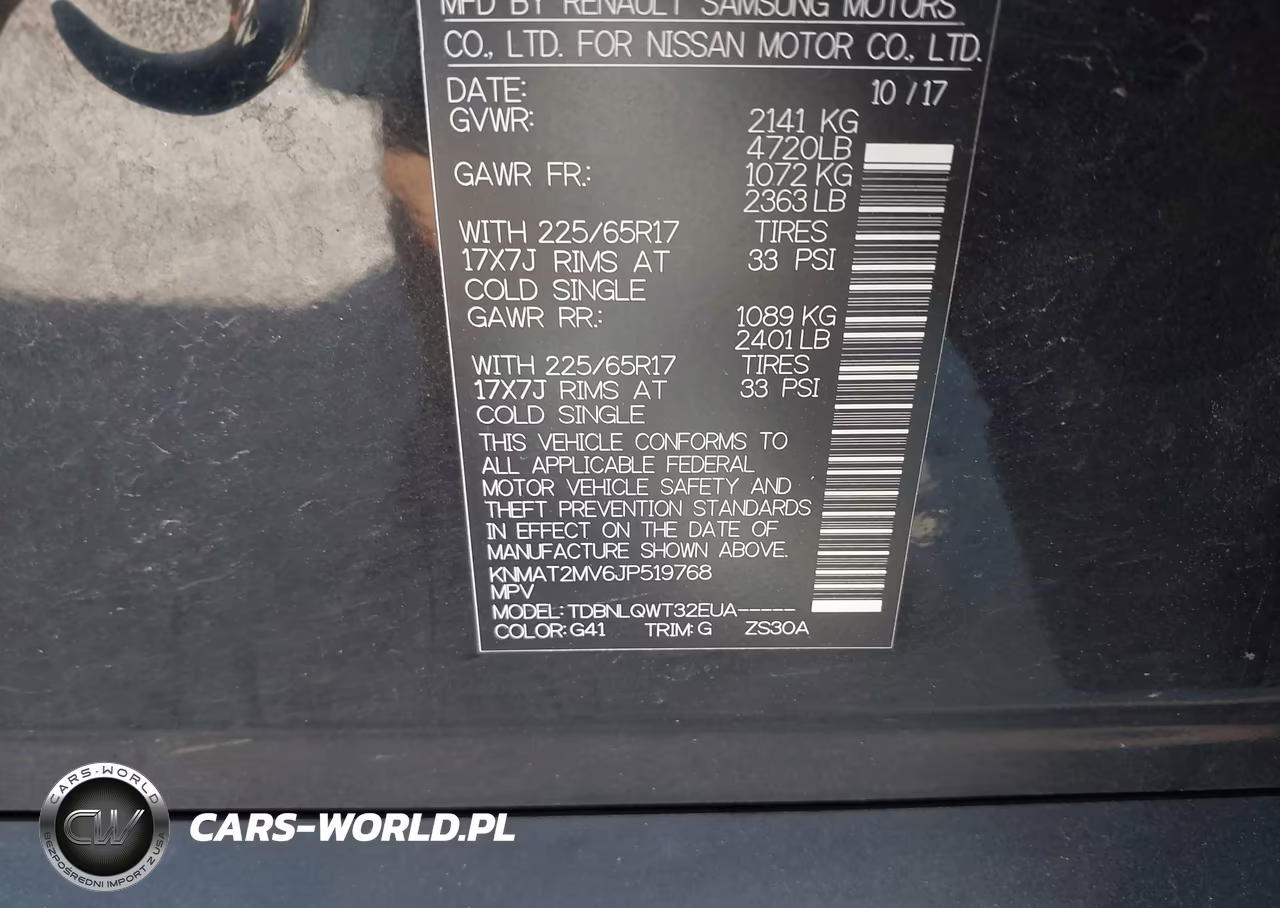 MFD BY RENAULT SAMSUNG MOTORS
CO., LTD. FOR NISSAN MOTOR CO., LTD.
DATE: 10 / 17
GVWR: 2141 KG
4720LB
GAWR FR.: 1072 KG
2363 LB
WITH 225/65R17 TIRES
17X7J RIMS AT 33 PSI
COLD SINGLE
GAWR RR.: 1089 KG
2401 LB
WITH 225/65R17 TIRES
17X7J RIMS AT 33 PSI
COLD SINGLE
THIS VEHICLE CONFORMS TO
ALL APPLICABLE FEDERAL
MOTOR VEHICLE SAFETY AND
THEFT PREVENTION STANDARDS
IN EFFECT ON THE DATE OF
MANUFACTURE SHOWN ABOVE.
KNMAT2MV6JP519768
MPV
MODEL: TDBNLQWT32EUA-----
COLOR: G41 TRIM: G ZS30A
CARS-WORLD
CW
BEZPOŚREDNI IMPORT Z USA
CARS-WORLD.PL